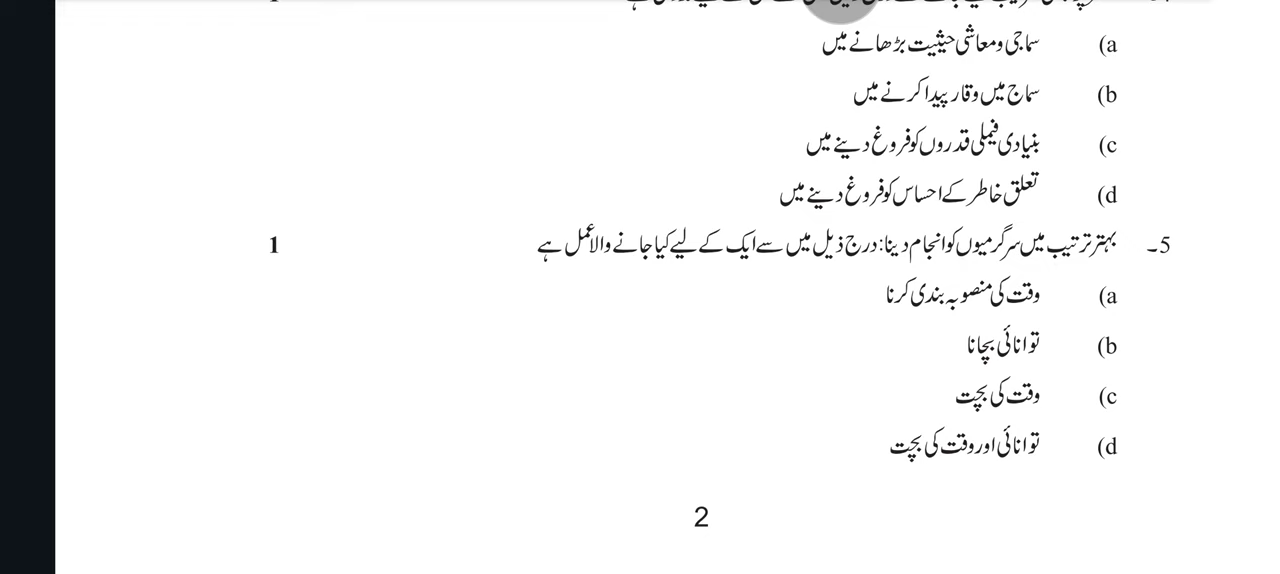 a) سماجی ومعاشی حیثیت بڑھانے میں
b) سماج میں وقار پیدا کرنے میں
c) بنیادی فیملی قدروں کو فروغ دینے میں
d) تعلق خاطر کے احساس کو فروغ دینے میں
5۔ بہتر ترتیب میں سرگرمیوں کو انجام دینا: درج ذیل میں سے ایک کے لیے کیا جانے والا عمل ہے 1
a) وقت کی منصوبہ بندی کرنا
b) توانائی بچانا
c) وقت کی بچت
d) توانائی اور وقت کی بچت
2